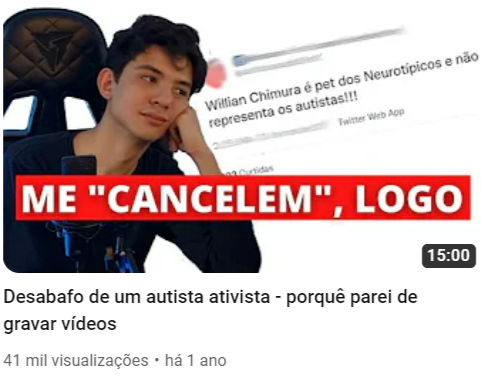 Willian Chimura é pet dos Neurotípicos e não
representa os autistas!!!
Twitter Web App
Curtidas
ME "CANCELEM", LOGO
15:00
Desabafo de um autista ativista - porquê parei de
gravar vídeos
41 mil visualizações • há 1 ano